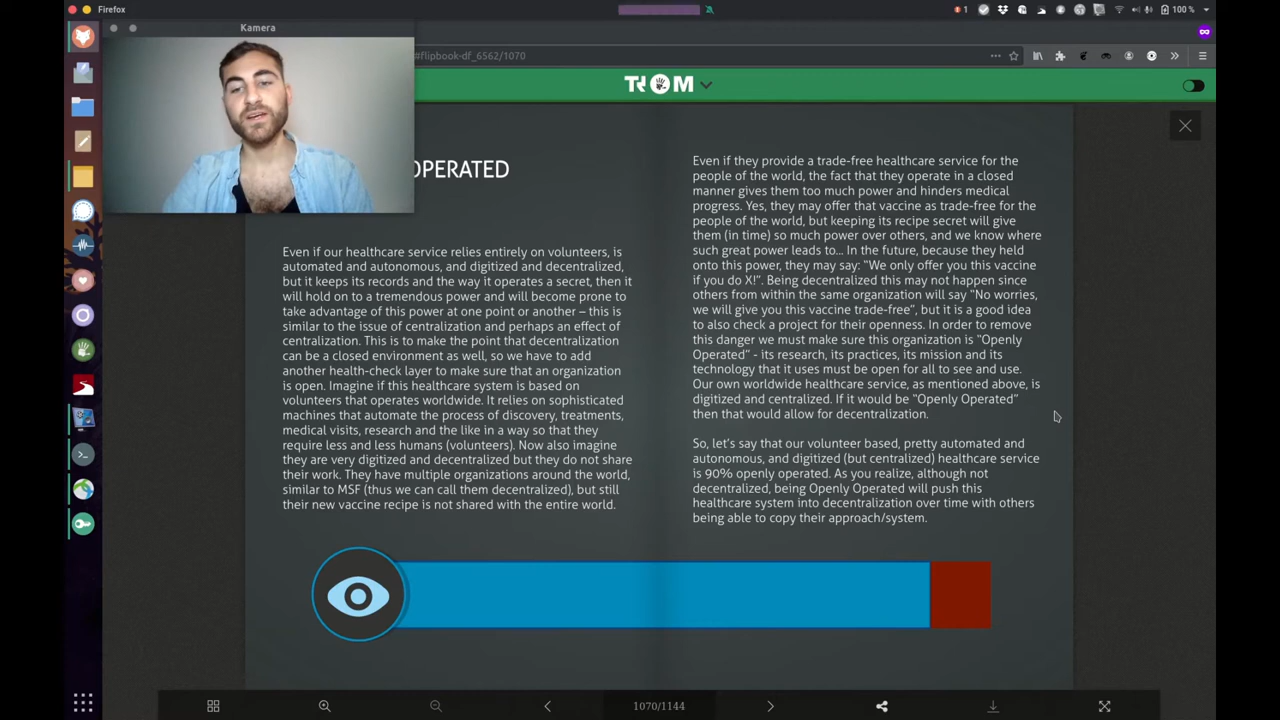 Firefox
1
100 %
Kamera
#flipbook-df_6562/1070
TROM
OPERATED
Even if our healthcare service relies entirely on volunteers, is
automated and autonomous, and digitized and decentralized,
but it keeps its records and the way it operates a secret, then it
will hold on to a tremendous power and will become prone to
take advantage of this power at one point or another – this is
similar to the issue of centralization and perhaps an effect of
centralization. This is to make the point that decentralization
can be a closed environment as well, so we have to add
another health-check layer to make sure that an organization
is open. Imagine if this healthcare system is based on
volunteers that operates worldwide. It relies on sophisticated
machines that automate the process of discovery, treatments,
medical visits, research and the like in a way so that they
require less and less humans (volunteers). Now also imagine
they are very digitized and decentralized but they do not share
their work. They have multiple organizations around the world,
similar to MSF (thus we can call them decentralized), but still
their new vaccine recipe is not shared with the entire world.
Even if they provide a trade-free healthcare service for the
people of the world, the fact that they operate in a closed
manner gives them too much power and hinders medical
progress. Yes, they may offer that vaccine as trade-free for the
people of the world, but keeping its recipe secret will give
them (in time) so much power over others, and we know where
such great power leads to... In the future, because they held
onto this power, they may say: "We only offer you this vaccine
if you do X!". Being decentralized this may not happen since
others from within the same organization will say "No worries,
we will give you this vaccine trade-free", but it is a good idea
to also check a project for their openness. In order to remove
this danger we must make sure this organization is "Openly
Operated" - its research, its practices, its mission and its
technology that it uses must be open for all to see and use.
Our own worldwide healthcare service, as mentioned above, is
digitized and centralized. If it would be "Openly Operated"
then that would allow for decentralization.
So, let's say that our volunteer based, pretty automated and
autonomous, and digitized (but centralized) healthcare service
is 90% openly operated. As you realize, although not
decentralized, being Openly Operated will push this
healthcare system into decentralization over time with others
being able to copy their approach/system.
1070/1144